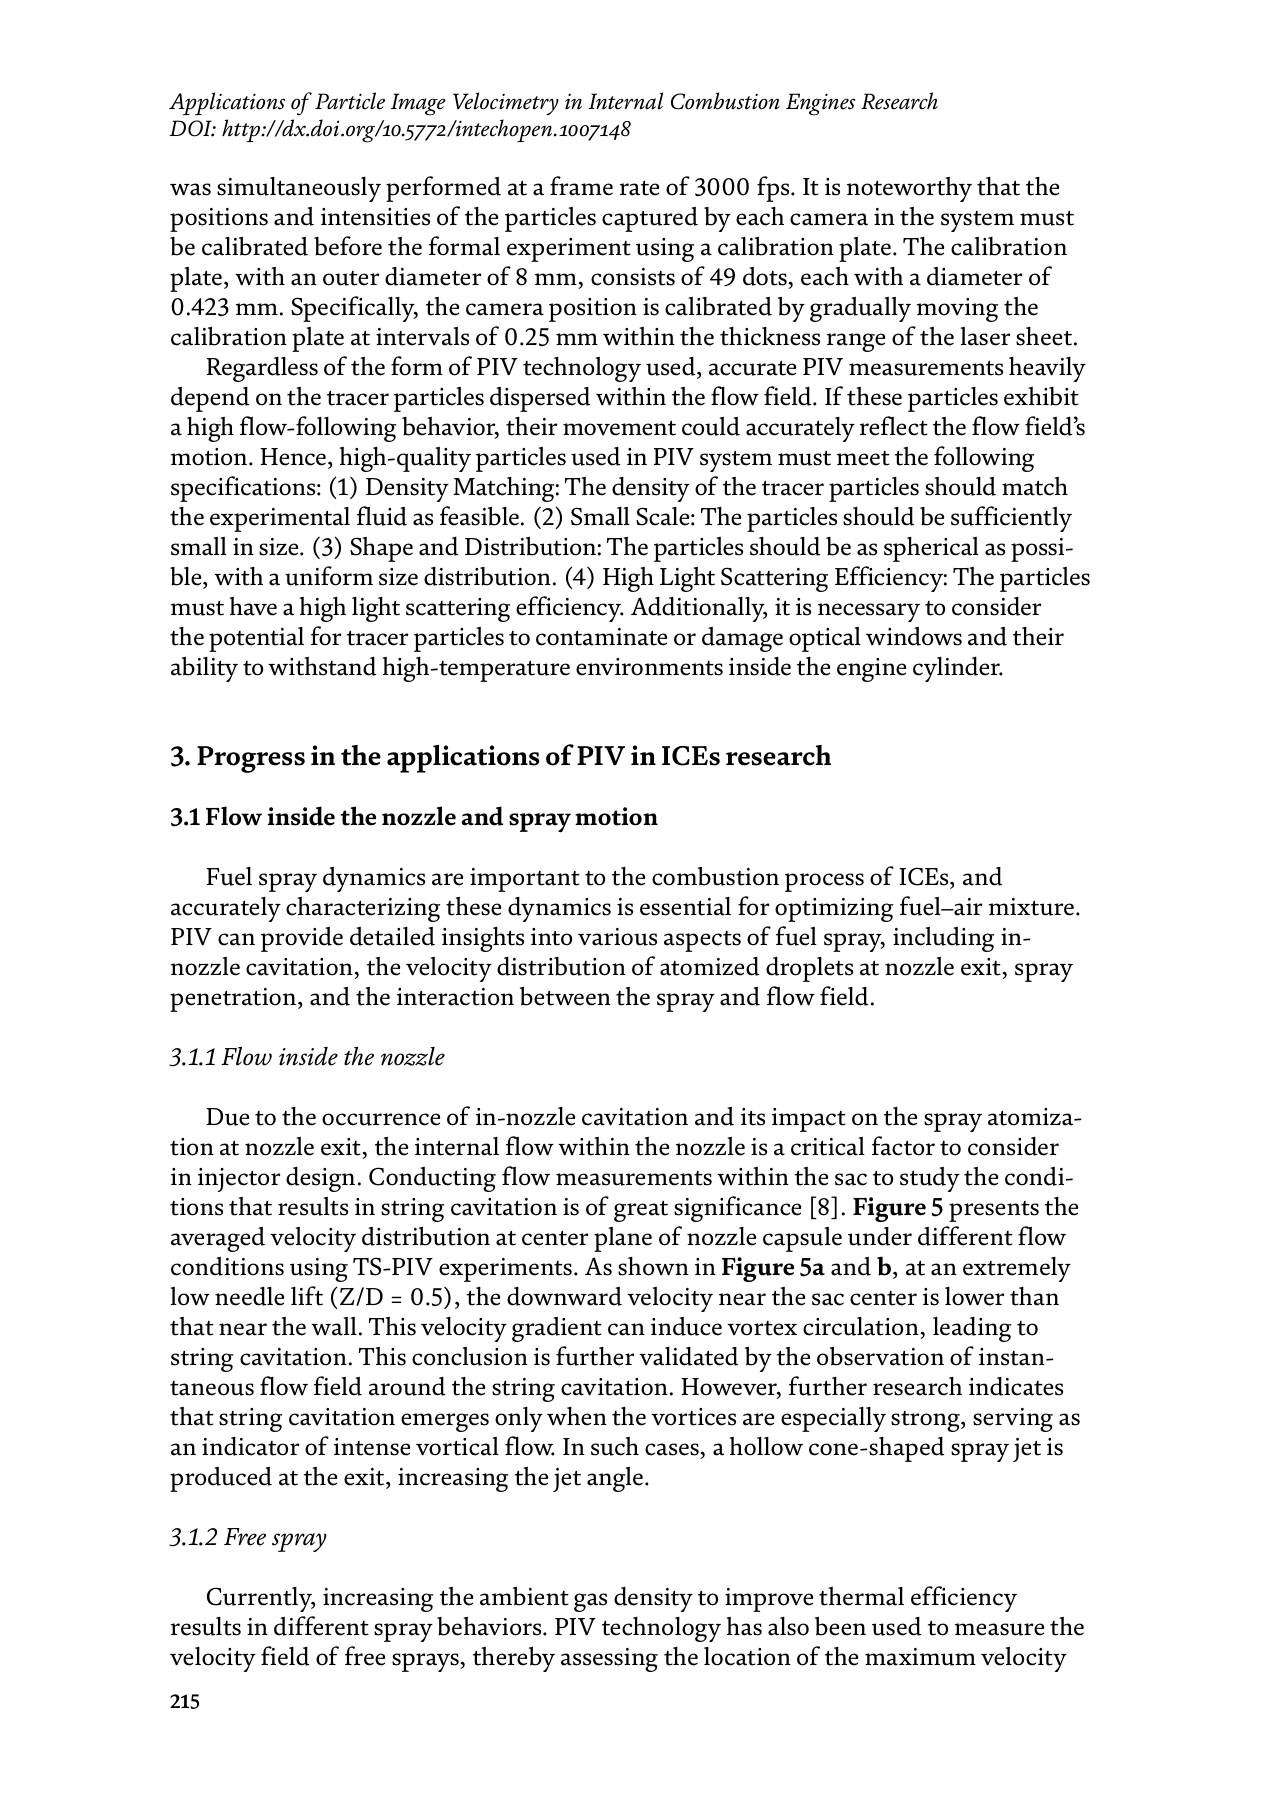 Applications of Particle Image Velocimetry in Internal Combustion Engines Research
DOI: http://dx.doi.org/10.5772/intechopen.1007148
was simultaneously performed at a frame rate of 3000 fps. It is noteworthy that the
positions and intensities of the particles captured by each camera in the system must
be calibrated before the formal experiment using a calibration plate. The calibration
plate, with an outer diameter of 8 mm, consists of 49 dots, each with a diameter of
0.423 mm. Specifically, the camera position is calibrated by gradually moving the
calibration plate at intervals of 0.25 mm within the thickness range of the laser sheet.
Regardless of the form of PIV technology used, accurate PIV measurements heavily
depend on the tracer particles dispersed within the flow field. If these particles exhibit
a high flow-following behavior, their movement could accurately reflect the flow field’s
motion. Hence, high-quality particles used in PIV system must meet the following
specifications: (1) Density Matching: The density of the tracer particles should match
the experimental fluid as feasible. (2) Small Scale: The particles should be sufficiently
small in size. (3) Shape and Distribution: The particles should be as spherical as possi-
ble, with a uniform size distribution. (4) High Light Scattering Efficiency: The particles
must have a high light scattering efficiency. Additionally, it is necessary to consider
the potential for tracer particles to contaminate or damage optical windows and their
ability to withstand high-temperature environments inside the engine cylinder.
3. Progress in the applications of PIV in ICEs research
3.1 Flow inside the nozzle and spray motion
Fuel spray dynamics are important to the combustion process of ICEs, and
accurately characterizing these dynamics is essential for optimizing fuel–air mixture.
PIV can provide detailed insights into various aspects of fuel spray, including in-
nozzle cavitation, the velocity distribution of atomized droplets at nozzle exit, spray
penetration, and the interaction between the spray and flow field.
3.1.1 Flow inside the nozzle
Due to the occurrence of in-nozzle cavitation and its impact on the spray atomiza-
tion at nozzle exit, the internal flow within the nozzle is a critical factor to consider
in injector design. Conducting flow measurements within the sac to study the condi-
tions that results in string cavitation is of great significance [8]. Figure 5 presents the
averaged velocity distribution at center plane of nozzle capsule under different flow
conditions using TS-PIV experiments. As shown in Figure 5a and b, at an extremely
low needle lift (Z/D = 0.5), the downward velocity near the sac center is lower than
that near the wall. This velocity gradient can induce vortex circulation, leading to
string cavitation. This conclusion is further validated by the observation of instan-
taneous flow field around the string cavitation. However, further research indicates
that string cavitation emerges only when the vortices are especially strong, serving as
an indicator of intense vortical flow. In such cases, a hollow cone-shaped spray jet is
produced at the exit, increasing the jet angle.
3.1.2 Free spray
Currently, increasing the ambient gas density to improve thermal efficiency
results in different spray behaviors. PIV technology has also been used to measure the
velocity field of free sprays, thereby assessing the location of the maximum velocity
215